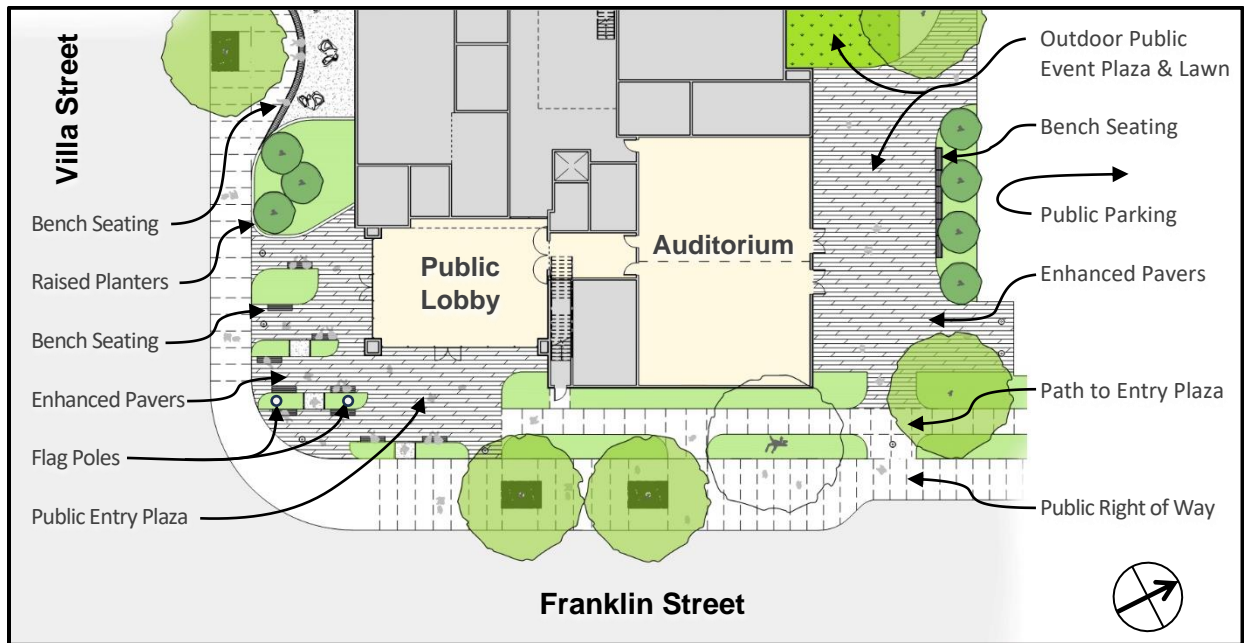 Villa Street
Bench Seating
Raised Planters
Bench Seating
Enhanced Pavers
Flag Poles
Public Entry Plaza
Public
Lobby
Auditorium
Outdoor Public
Event Plaza & Lawn
Bench Seating
Public Parking
Enhanced Pavers
Path to Entry Plaza
Public Right of Way
Franklin Street